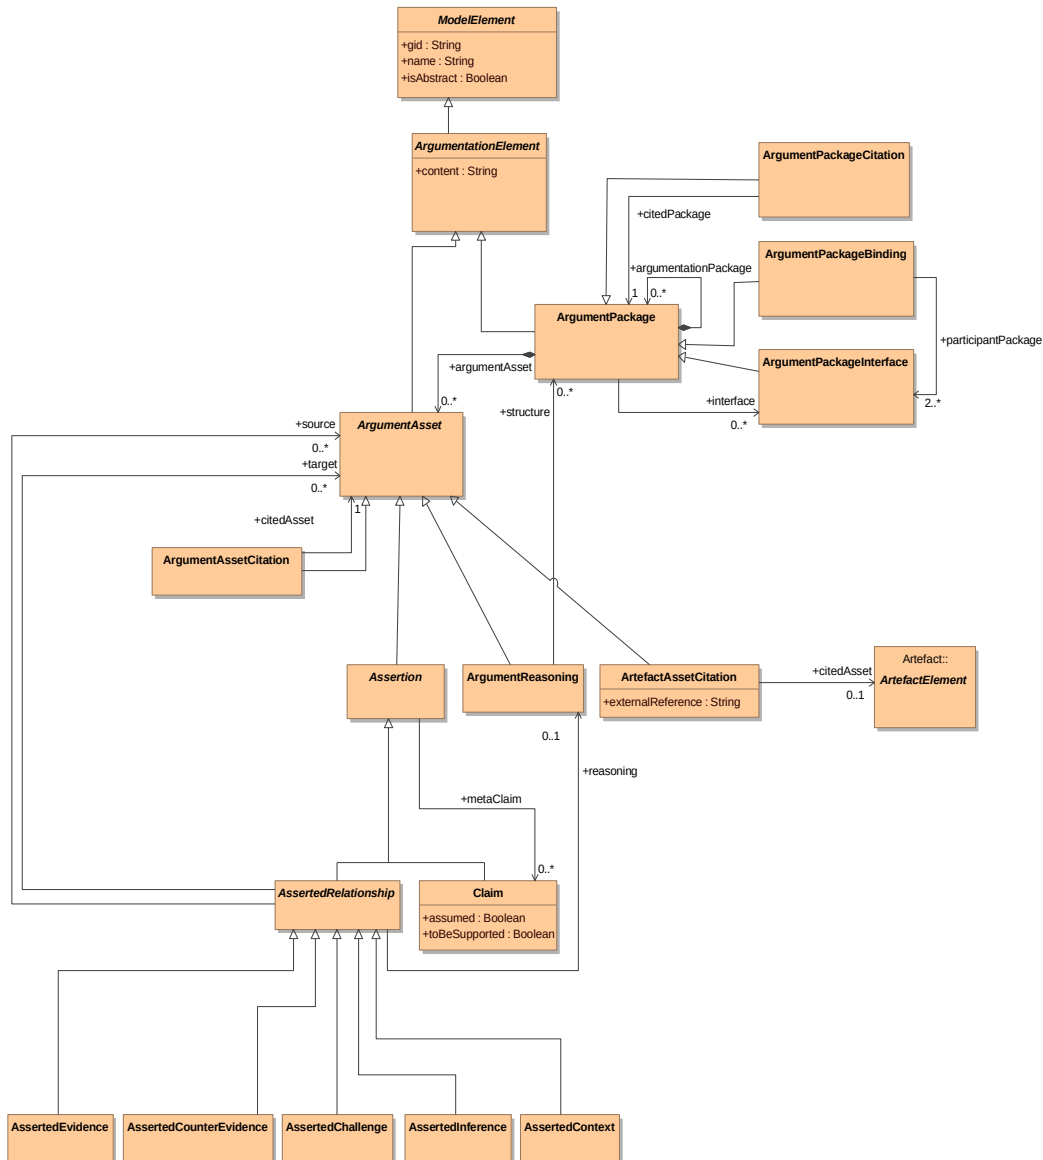 ModelElement
+gid : String
+name : String
+isAbstract : Boolean
ArgumentationElement
+content : String
ArgumentPackageCitation
+citedPackage
ArgumentPackageBinding
+argumentationPackage
1
0..*
ArgumentPackage
+participantPackage
ArgumentPackageInterface
+argumentAsset
0..*
+structure
0..*
+interface
0..*
2..*
ArgumentAsset
+source
0..*
+target
0..*
1
+citedAsset
ArgumentAssetCitation
Assertion
ArgumentReasoning
ArtefactAssetCitation
+externalReference : String
+citedAsset
0..1
Artefact::
ArtefactElement
0..1
+reasoning
+metaClaim
0..*
AssertedRelationship
Claim
+assumed : Boolean
+toBeSupported : Boolean
AssertedEvidence
AssertedCounterEvidence
AssertedChallenge
AssertedInference
AssertedContext